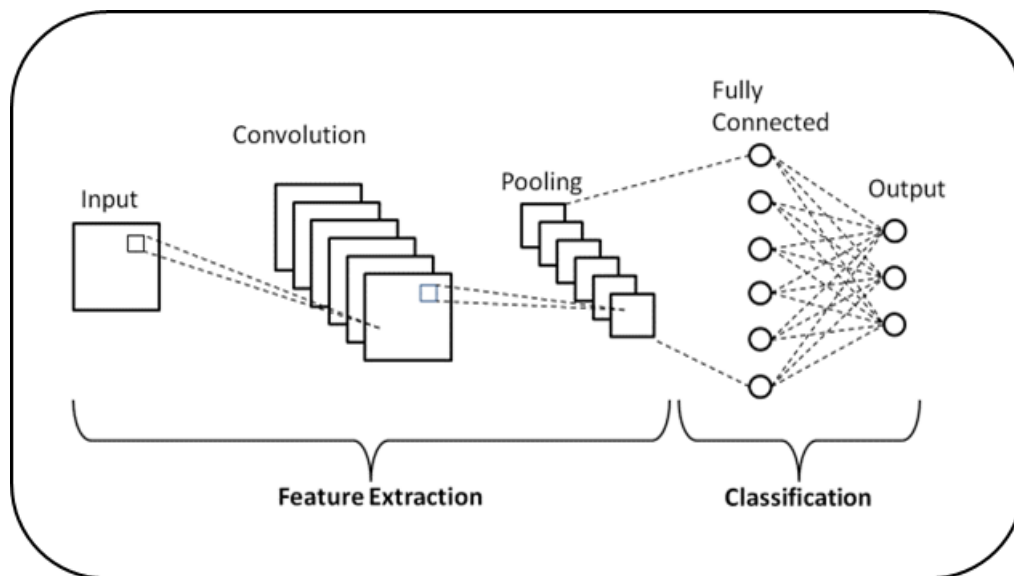 Input
Convolution
Pooling
Fully
Connected
Output
Feature Extraction
Classification